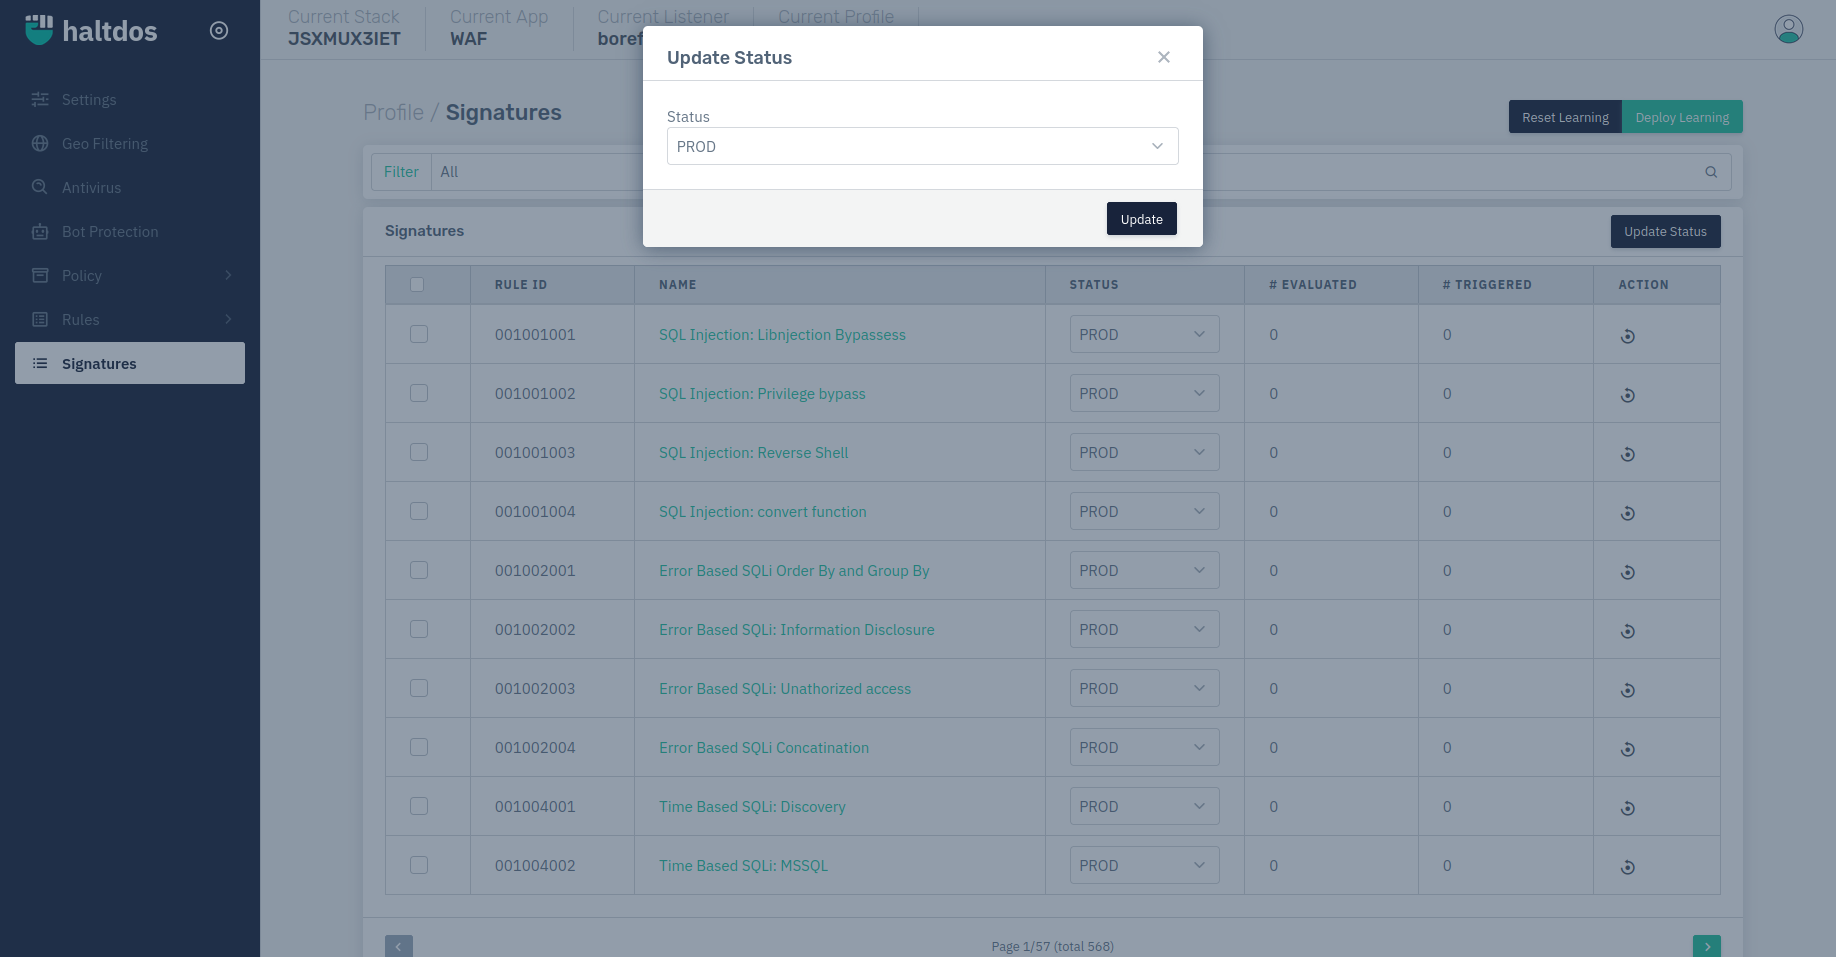 haltdos
Settings
Geo Filtering
Antivirus
Bot Protection
Policy
Rules
Signatures
Current Stack
JSXMUX3IET
Current App
WAF
Current Listener
boref
Current Profile
Update Status
Status
PROD
Update
Profile / Signatures
Reset Learning
Deploy Learning
Filter All
Signatures
Update Status
RULE ID NAME STATUS # EVALUATED # TRIGGERED ACTION
001001001 SQL Injection: Libnjection Bypassess PROD 0 0
001001002 SQL Injection: Privilege bypass PROD 0 0
001001003 SQL Injection: Reverse Shell PROD 0 0
001001004 SQL Injection: convert function PROD 0 0
001002001 Error Based SQLi Order By and Group By PROD 0 0
001002002 Error Based SQLi: Information Disclosure PROD 0 0
001002003 Error Based SQLi: Unathorized access PROD 0 0
001002004 Error Based SQLi Concatination PROD 0 0
001004001 Time Based SQLi: Discovery PROD 0 0
001004002 Time Based SQLi: MSSQL PROD 0 0
Page 1/57 (total 568)